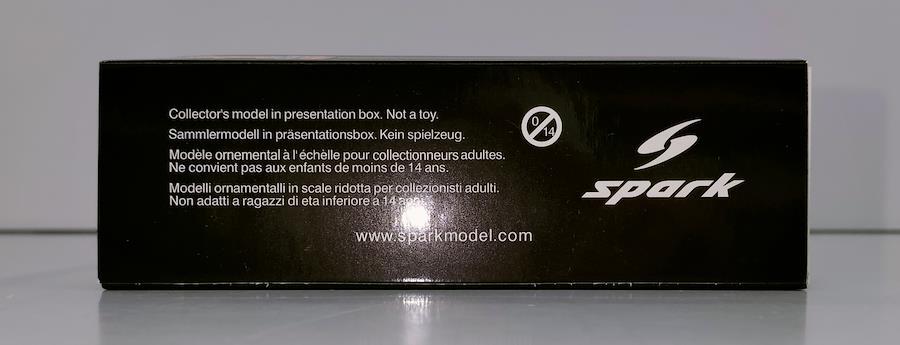 Collector's model in presentation box. Not a toy.
Sammlermodell in präsentationsbox. Kein spielzeug.
Modèle ornemental à l'échèlle pour collectionneurs adultes.
Ne convient pas aux enfants de moins de 14 ans.
Modelli ornamentalli in scale ridotta per collezionisti adulti.
Non adatti a ragazzi di eta inferiore a 14
www.sparkmodel.com
0/14
spark